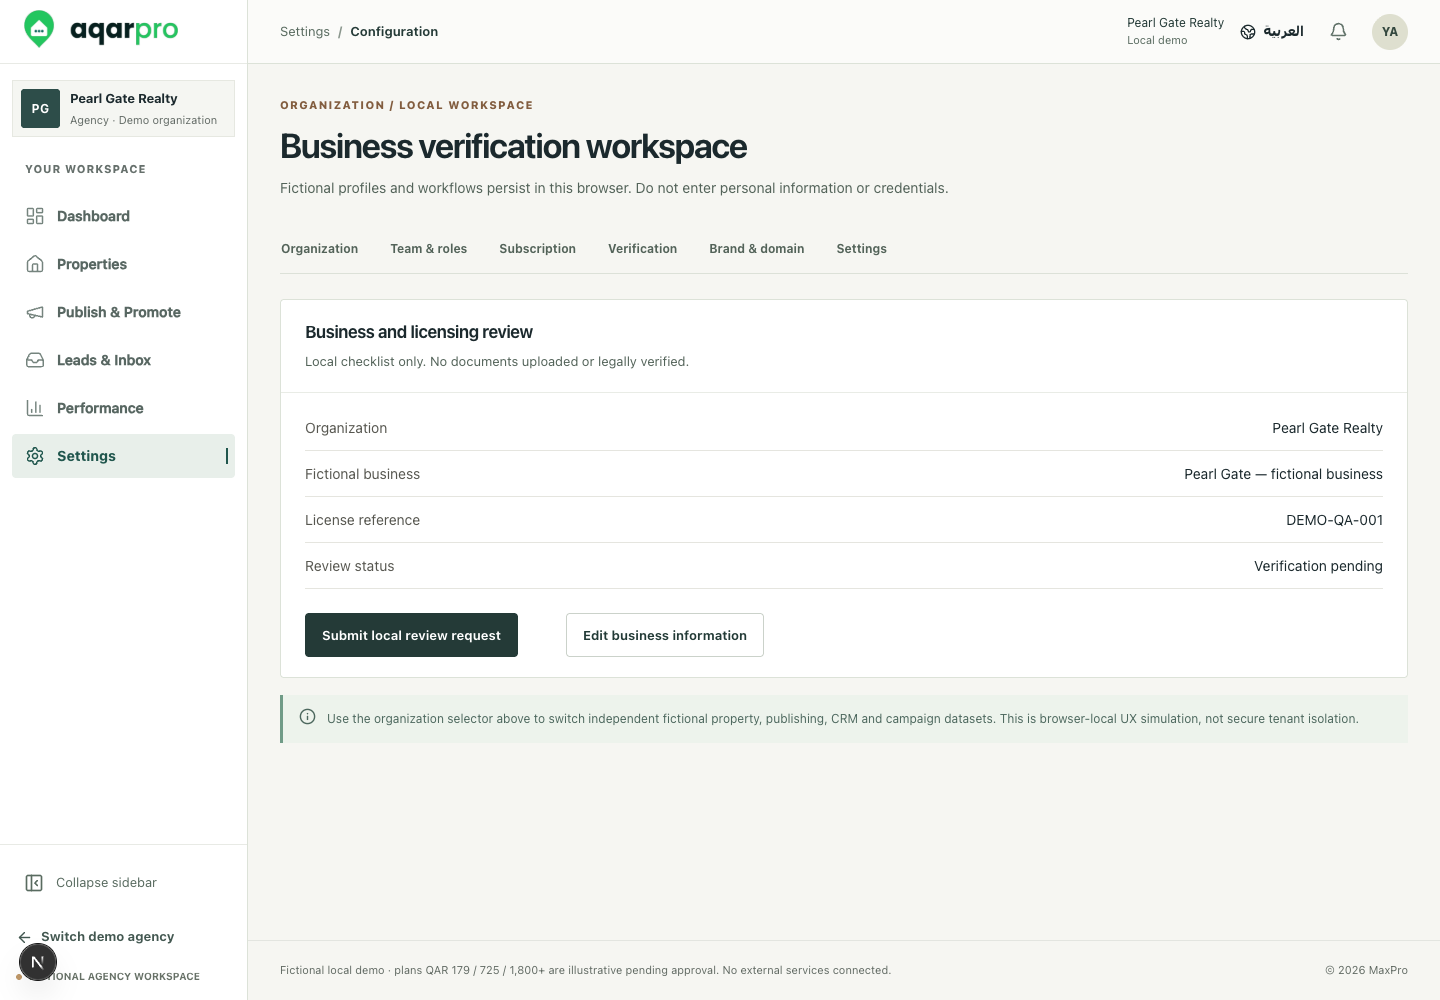 aqarpro
Settings / Configuration
Pearl Gate Realty
Local demo
العربية
YA
PG
Pearl Gate Realty
Agency · Demo organization
YOUR WORKSPACE
Dashboard
Properties
Publish & Promote
Leads & Inbox
Performance
Settings
Collapse sidebar
Switch demo agency
N
AGENCY WORKSPACE
ORGANIZATION / LOCAL WORKSPACE
Business verification workspace
Fictional profiles and workflows persist in this browser. Do not enter personal information or credentials.
Organization
Team & roles
Subscription
Verification
Brand & domain
Settings
Business and licensing review
Local checklist only. No documents uploaded or legally verified.
Organization
Pearl Gate Realty
Fictional business
Pearl Gate — fictional business
License reference
DEMO-QA-001
Review status
Verification pending
Submit local review request
Edit business information
Use the organization selector above to switch independent fictional property, publishing, CRM and campaign datasets. This is browser-local UX simulation, not secure tenant isolation.
Fictional local demo · plans QAR 179 / 725 / 1,800+ are illustrative pending approval. No external services connected.
© 2026 MaxPro